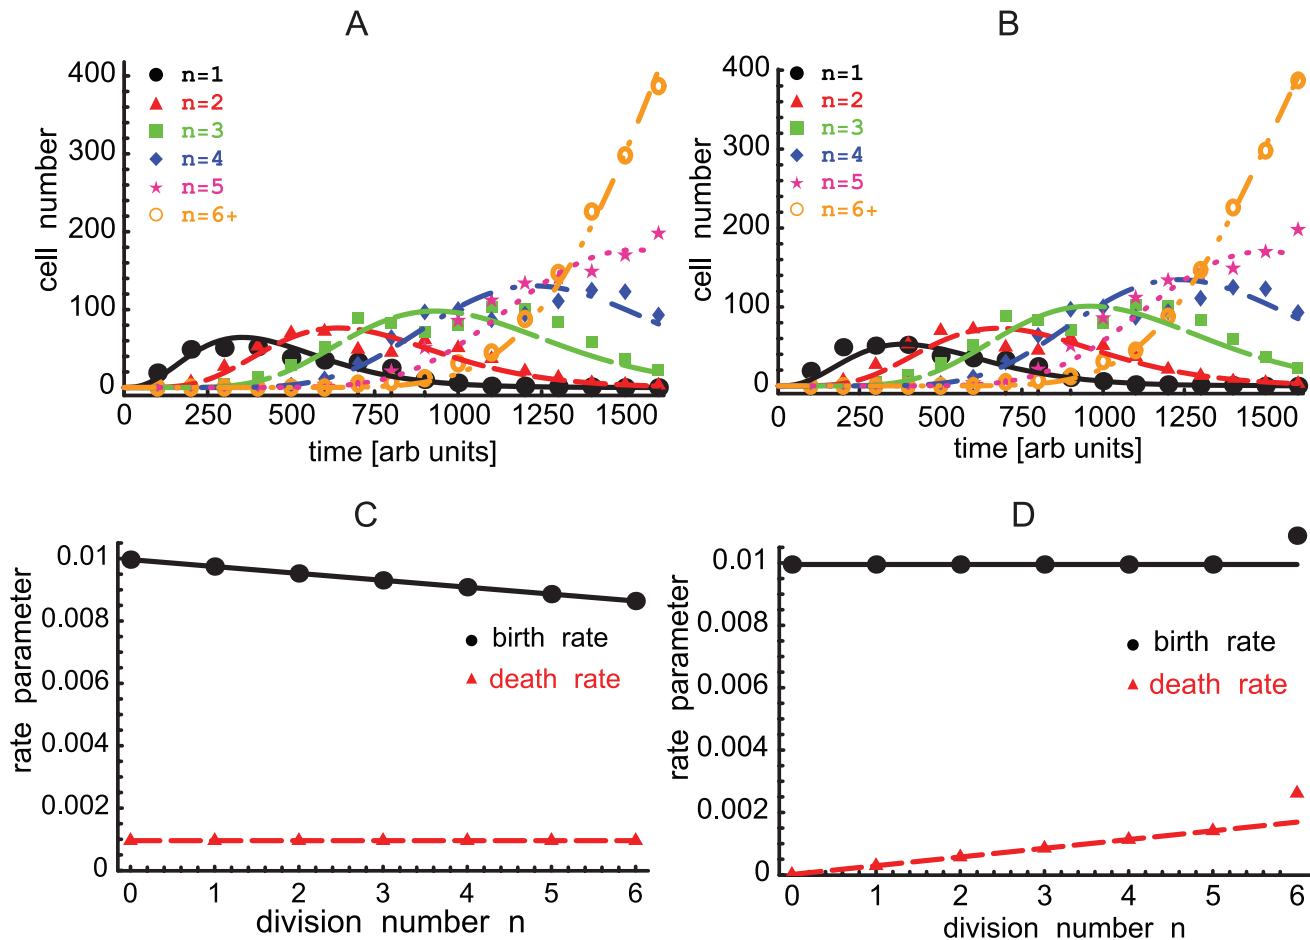 A
400
300
200
100
0
cell number
n=1
n=2
n=3
n=4
n=5
n=6+
0 250 500 750 1000 1250 1500
time [arb units]
B
400
300
200
100
0
cell number
n=1
n=2
n=3
n=4
n=5
n=6+
0 250 500 750 1000 1250 1500
time [arb units]
C
0.01
0.008
0.006
0.004
0.002
0
rate parameter
birth rate
death rate
0 1 2 3 4 5 6
division number n
D
0.01
0.008
0.006
0.004
0.002
0
rate parameter
birth rate
death rate
0 1 2 3 4 5 6
division number n